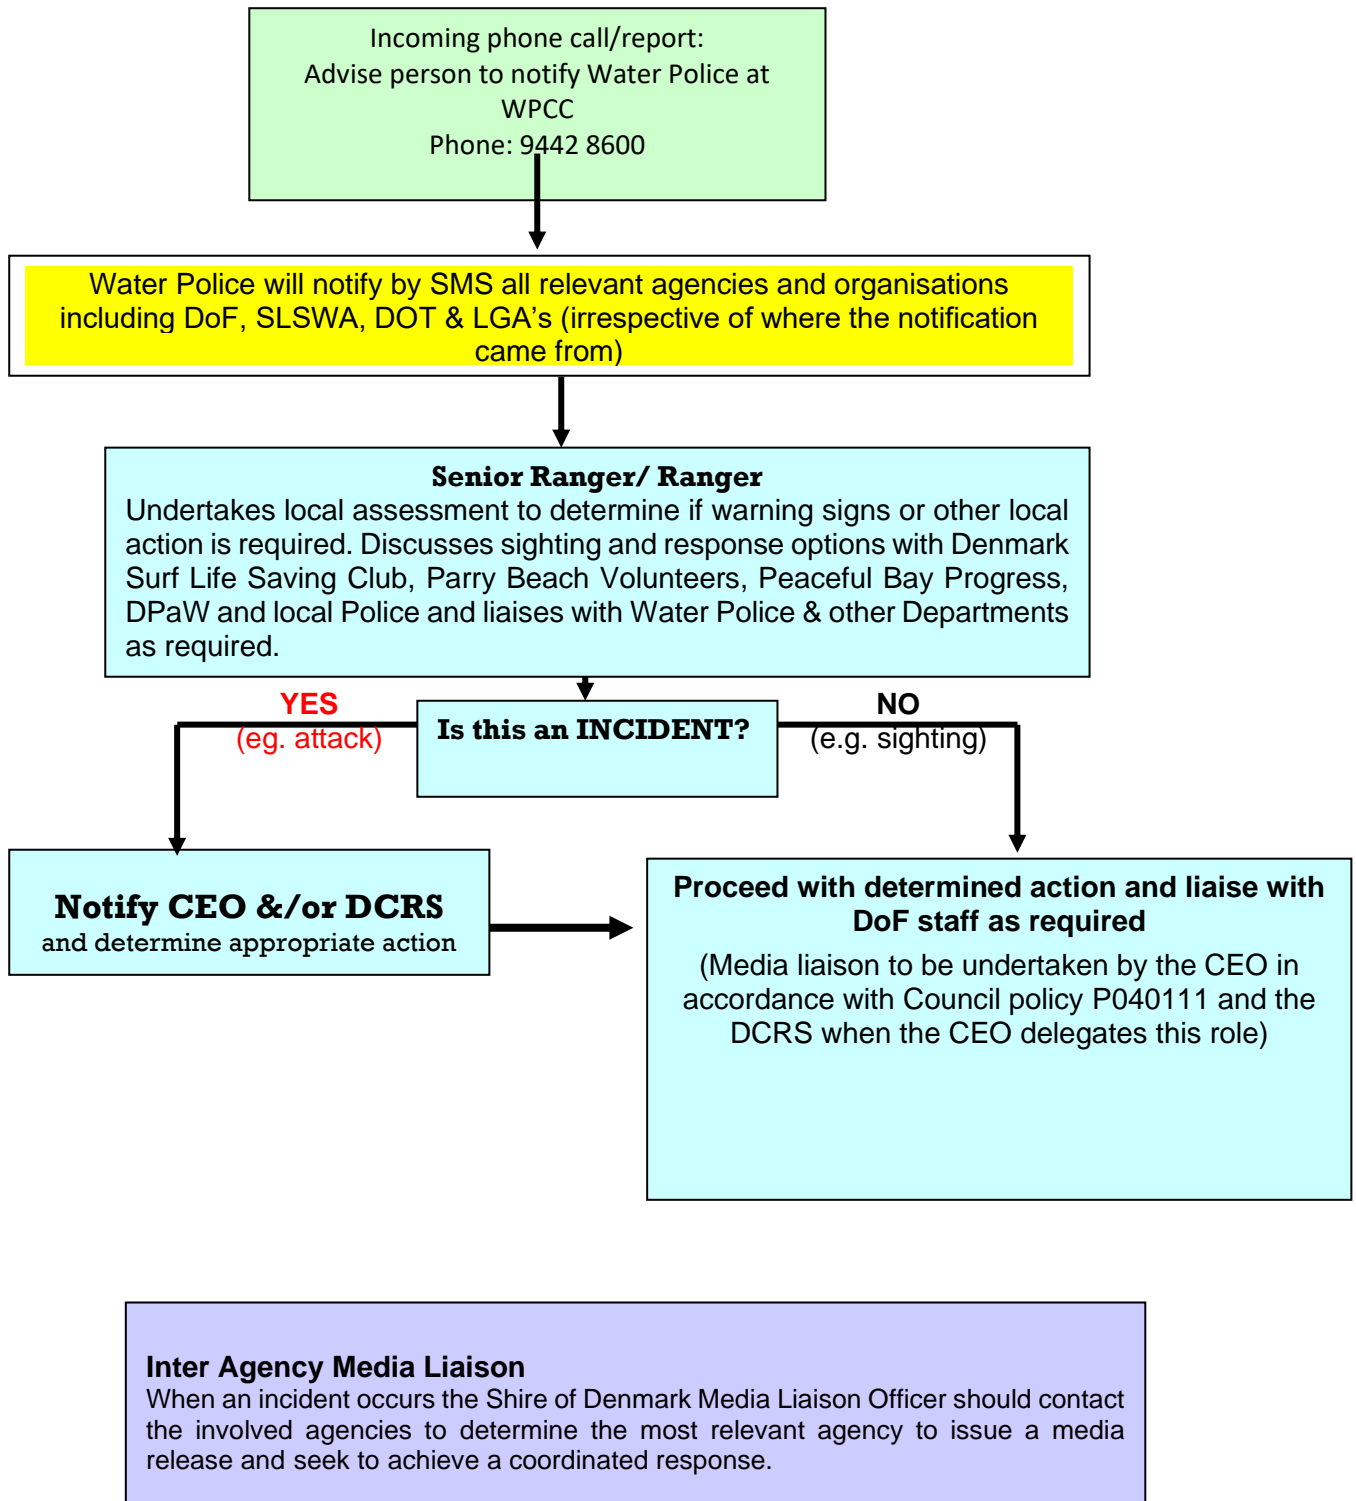 Incoming phone call/report:
Advise person to notify Water Police at
WPCC
Phone: 9442 8600
Water Police will notify by SMS all relevant agencies and organisations
including DoF, SLSWA, DOT & LGA’s (irrespective of where the notification
came from)
Senior Ranger/ Ranger
Undertakes local assessment to determine if warning signs or other local
action is required. Discusses sighting and response options with Denmark
Surf Life Saving Club, Parry Beach Volunteers, Peaceful Bay Progress,
DPaW and local Police and liaises with Water Police & other Departments
as required.
YES
(eg. attack)
Is this an INCIDENT?
NO
(e.g. sighting)
Notify CEO &/or DCRS
and determine appropriate action
Proceed with determined action and liaise with
DoF staff as required
(Media liaison to be undertaken by the CEO in
accordance with Council policy P040111 and the
DCRS when the CEO delegates this role)
Inter Agency Media Liaison
When an incident occurs the Shire of Denmark Media Liaison Officer should contact
the involved agencies to determine the most relevant agency to issue a media
release and seek to achieve a coordinated response.